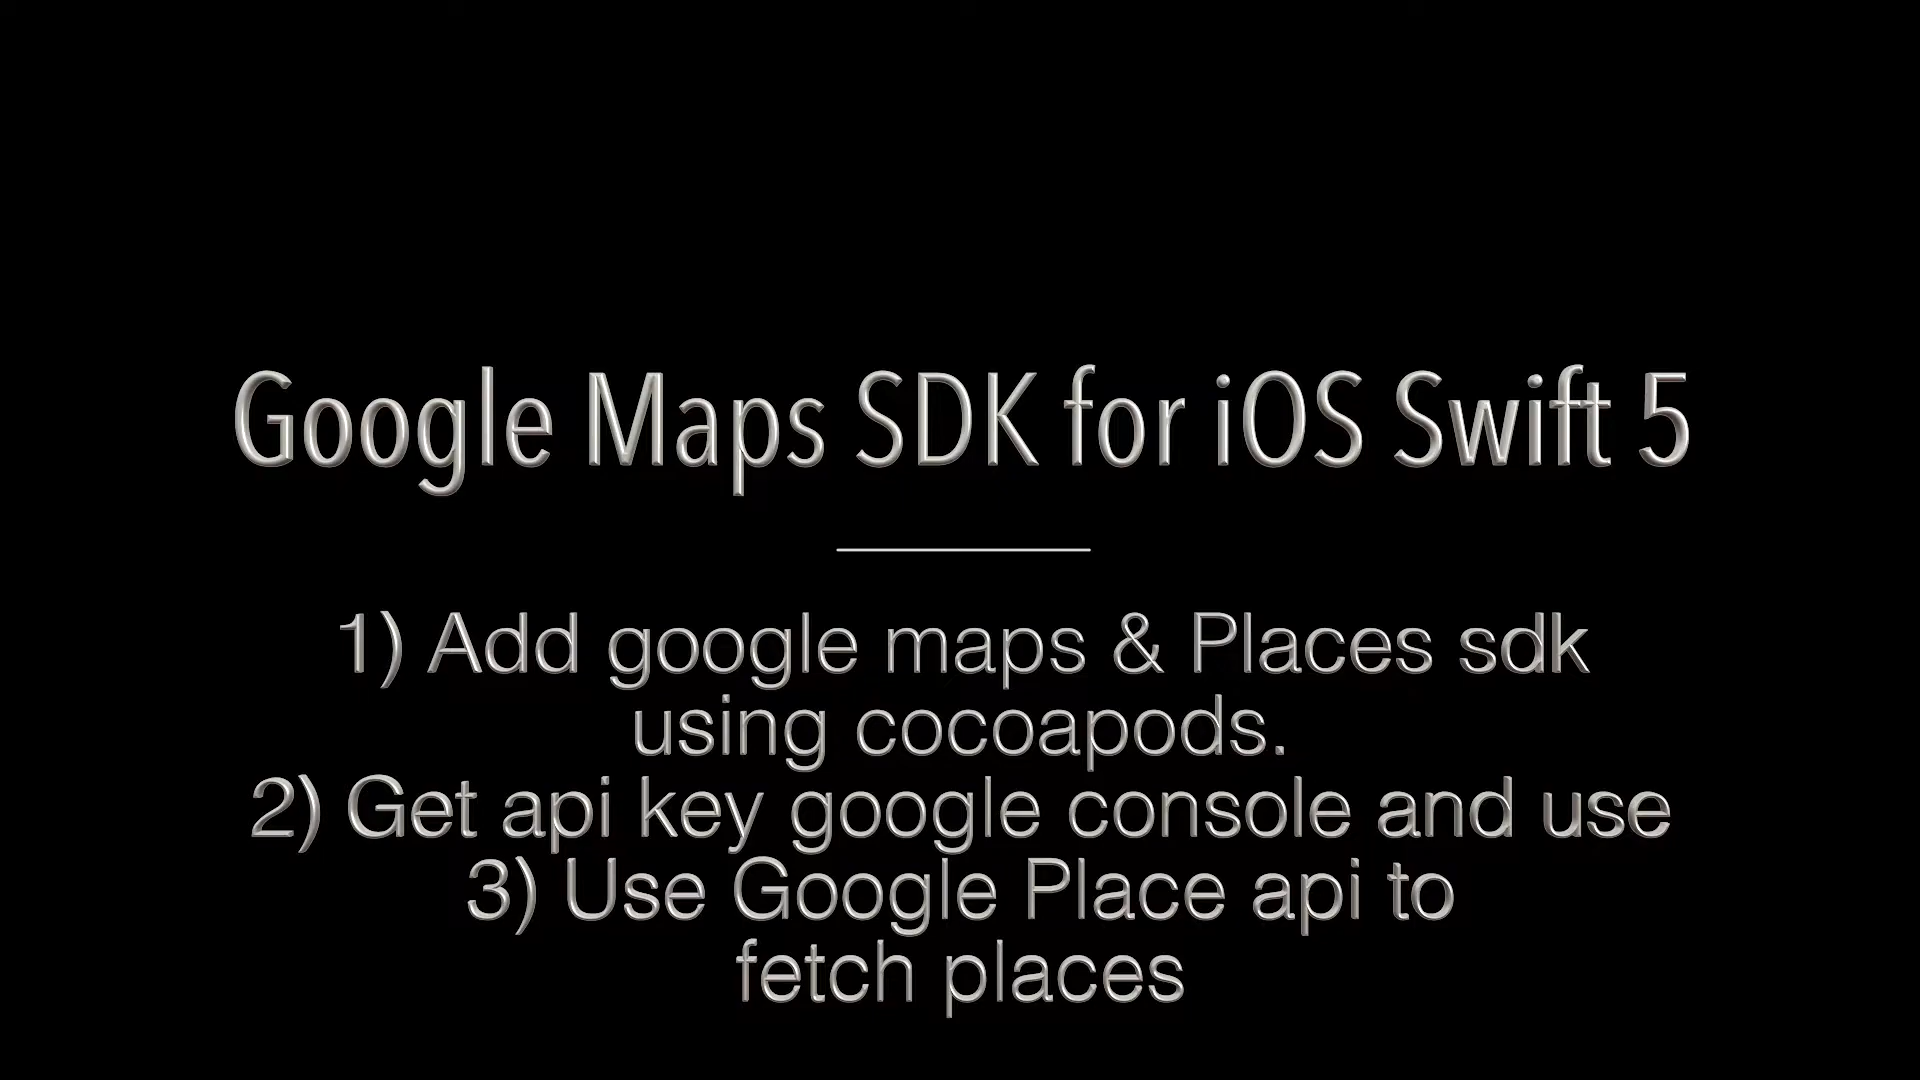 Google Maps SDK for iOS Swift 5
1) Add google maps & Places sdk
using cocoapods.
2) Get api key google console and use
3) Use Google Place api to
fetch places